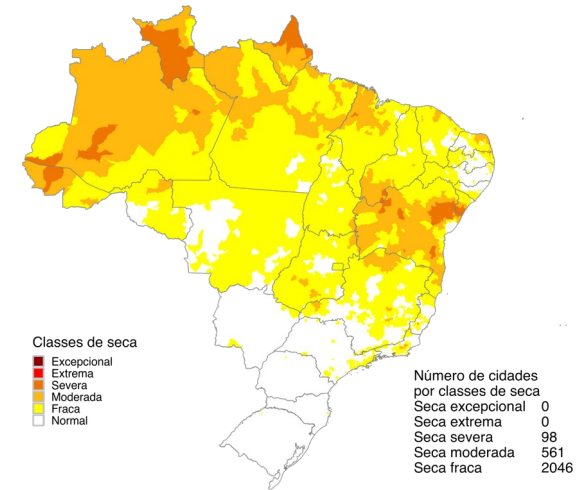 Classes de seca
Excepcional
Extrema
Severa
Moderada
Fraca
Normal
Número de cidades
por classes de seca
Seca excepcional 0
Seca extrema 0
Seca severa 98
Seca moderada 561
Seca fraca 2046